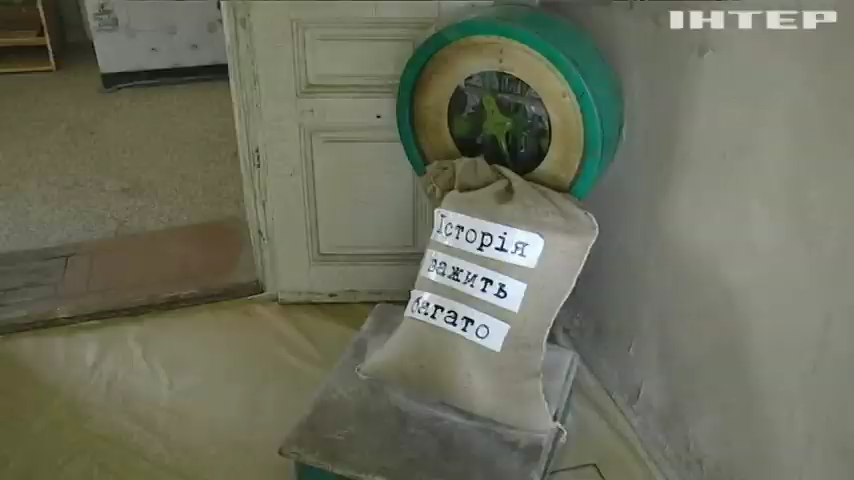 ІНТЕР
Історія
важить
багато